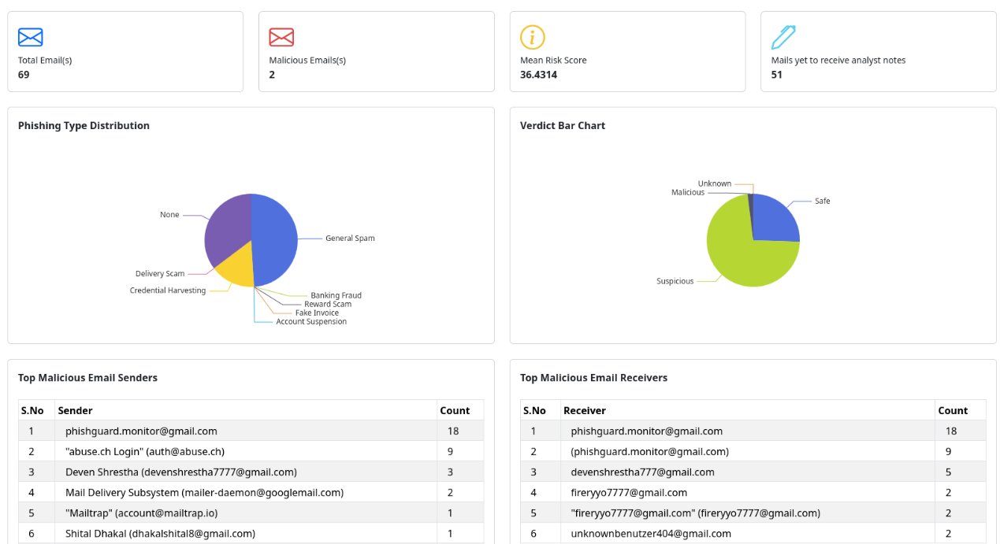 Total Email(s)
69
Malicious Emails(s)
2
Mean Risk Score
36.4314
Mails yet to receive analyst notes
51
Phishing Type Distribution
None
General Spam
Delivery Scam
Credential Harvesting
Banking Fraud
Reward Scam
Fake Invoice
Account Suspension
Verdict Bar Chart
Unknown
Malicious
Safe
Suspicious
Top Malicious Email Senders
S.No Sender Count
1 phishguard.monitor@gmail.com 18
2 "abuse.ch Login" (auth@abuse.ch) 9
3 Deven Shrestha (devenshrestha7777@gmail.com) 3
4 Mail Delivery Subsystem (mailer-daemon@googlemail.com) 2
5 "Mailtrap" (account@mailtrap.io) 1
6 Shital Dhakal (dhakalshital8@gmail.com) 1
Top Malicious Email Receivers
S.No Receiver Count
1 phishguard.monitor@gmail.com 18
2 (phishguard.monitor@gmail.com) 9
3 devenshrestha777@gmail.com 5
4 fireryyo7777@gmail.com 2
5 "fireryyo7777@gmail.com" (fireryyo7777@gmail.com) 2
6 unknownbenutzer404@gmail.com 2